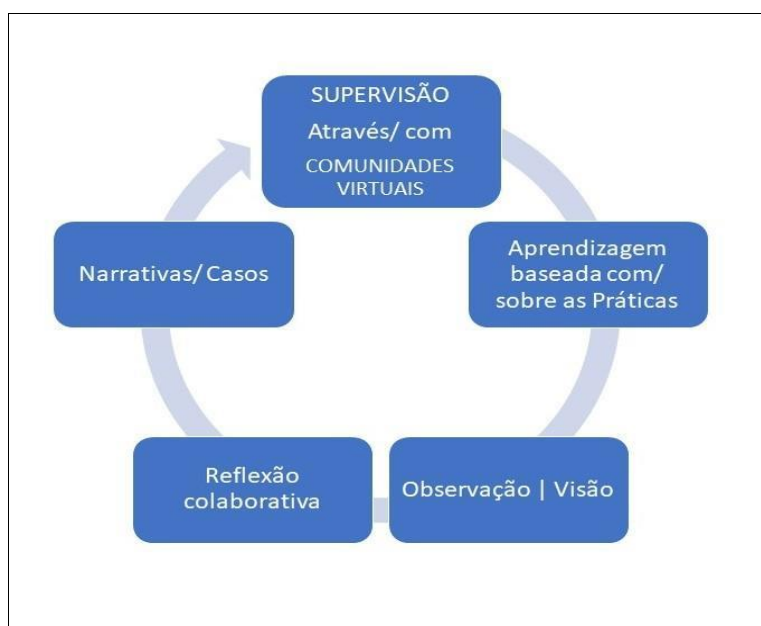 SUPERVISÃO
Através/ com
COMUNIDADES
VIRTUAIS
Aprendizagem
baseada com/
sobre as Práticas
Observação | Visão
Reflexão
colaborativa
Narrativas/ Casos